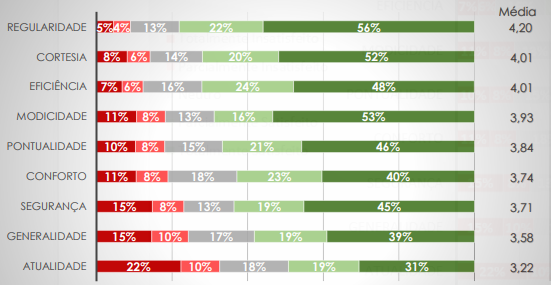 Média
REGULARIDADE 5% 4% 13% 22% 56% 4,20
CORTESIA 8% 6% 14% 20% 52% 4,01
EFICIÊNCIA 7% 6% 16% 24% 48% 4,01
MODICIDADE 11% 8% 13% 16% 53% 3,93
PONTUALIDADE 10% 8% 15% 21% 46% 3,84
CONFORTO 11% 8% 18% 23% 40% 3,74
SEGURANÇA 15% 8% 13% 19% 45% 3,71
GENERALIDADE 15% 10% 17% 19% 39% 3,58
ATUALIDADE 22% 10% 18% 19% 31% 3,22